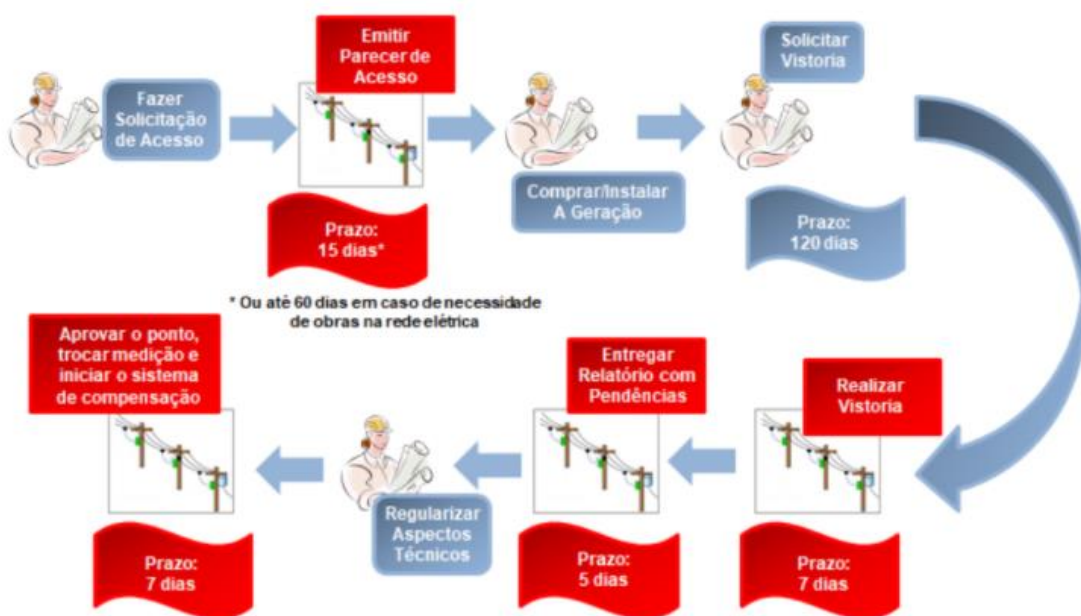 Fazer
Solicitação
de Acesso
Emitir
Parecer de
Acesso
Prazo:
15 dias*
* Ou até 60 dias em caso de necessidade
de obras na rede elétrica
Comprar/Instalar
A Geração
Solicitar
Vistoria
Prazo:
120 dias
Realizar
Vistoria
Prazo:
7 dias
Entregar
Relatório com
Pendências
Prazo:
5 dias
Regularizar
Aspectos
Técnicos
Aprovar o ponto,
trocar medição e
iniciar o sistema
de compensação
Prazo:
7 dias